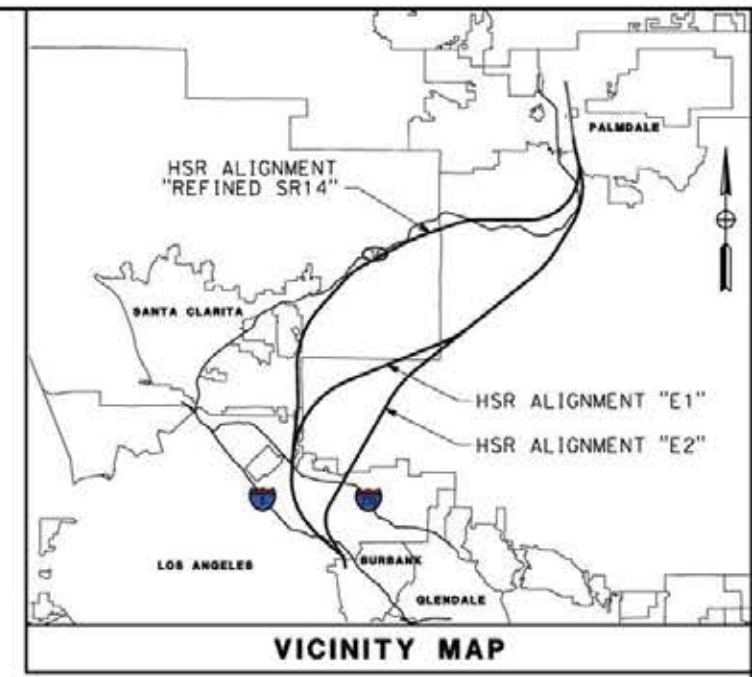 PALMDALE
HSR ALIGNMENT
"REFINED SR14"
SANTA CLARITA
HSR ALIGNMENT "E1"
HSR ALIGNMENT "E2"
5
LOS ANGELES
BURBANK
GLENDALE
VICINITY MAP